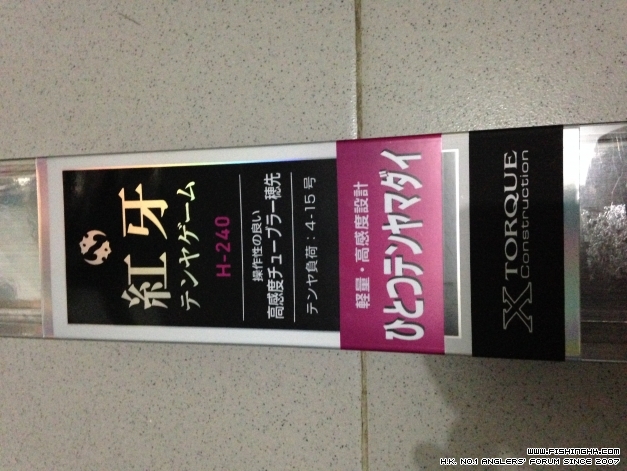 紅牙
テンヤゲーム
H-240
操作性の良い
高感度チューブラー穂先
テンヤ負荷：4-15号
軽量・高感度設計
ひとつテンヤマダイ
X TORQUE
Construction
WWW.FISHINGHK.COM
H.K. NO.1 ANGLERS' FORUM SINCE 2007